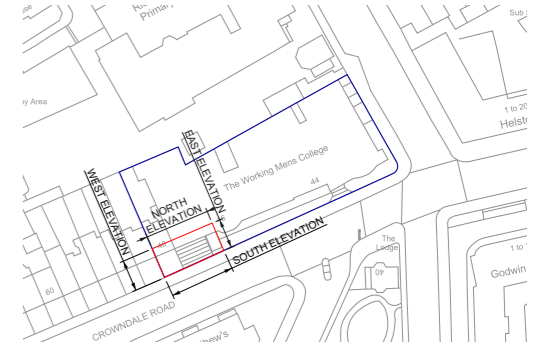 Primary
Sub
ay Area
1 to 20
Helst
EAST ELEVATION
The Working Mens College
44
WEST ELEVATION
NORTH
ELEVATION
42
SOUTH ELEVATION
The
Lodge
1 to
40
Godwin
60
CROWNDALE ROAD
hew's